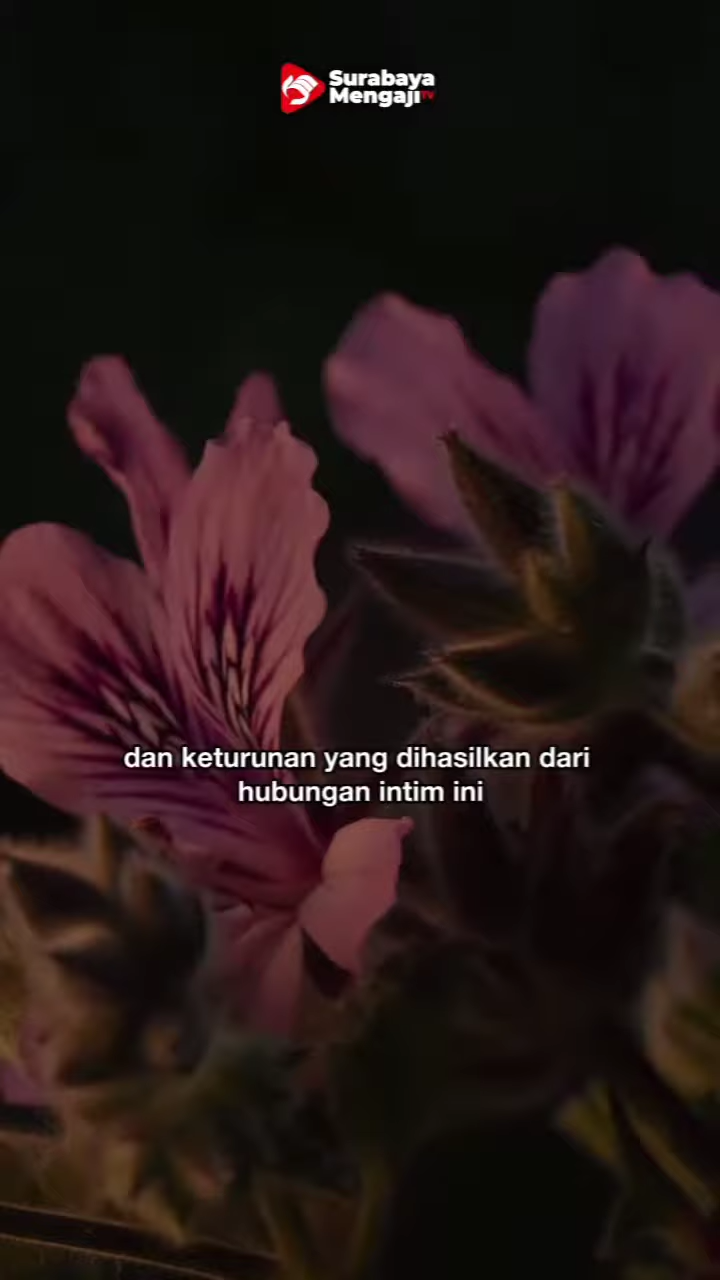 Surabaya
Mengaji TV
dan keturunan yang dihasilkan dari
hubungan intim ini